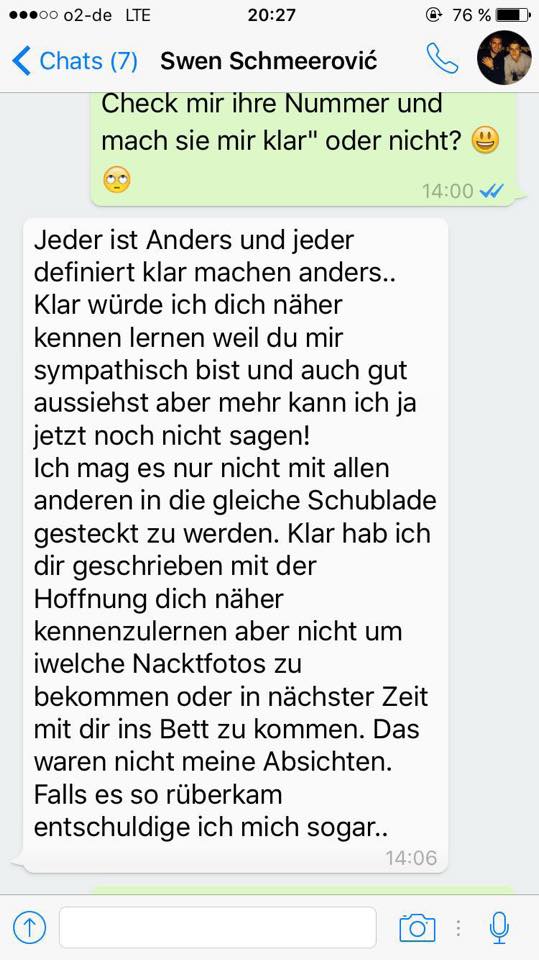 o2-de LTE 20:27 76 %
Chats (7) Swen Schmeerović
Check mir ihre Nummer und
mach sie mir klar" oder nicht? 😃
🙄
14:00
Jeder ist Anders und jeder
definiert klar machen anders..
Klar würde ich dich näher
kennen lernen weil du mir
sympathisch bist und auch gut
aussiehst aber mehr kann ich ja
jetzt noch nicht sagen!
Ich mag es nur nicht mit allen
anderen in die gleiche Schublade
gesteckt zu werden. Klar hab ich
dir geschrieben mit der
Hoffnung dich näher
kennenzulernen aber nicht um
iwelche Nacktfotos zu
bekommen oder in nächster Zeit
mit dir ins Bett zu kommen. Das
waren nicht meine Absichten.
Falls es so rüberkam
entschuldige ich mich sogar..
14:06